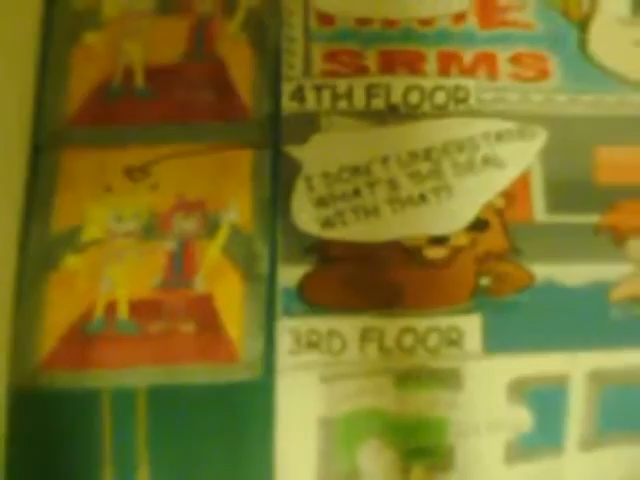 SRMS
4TH FLOOR
I DON'T UNDERSTAND
WHAT'S THE DEAL
WITH THAT?
3RD FLOOR